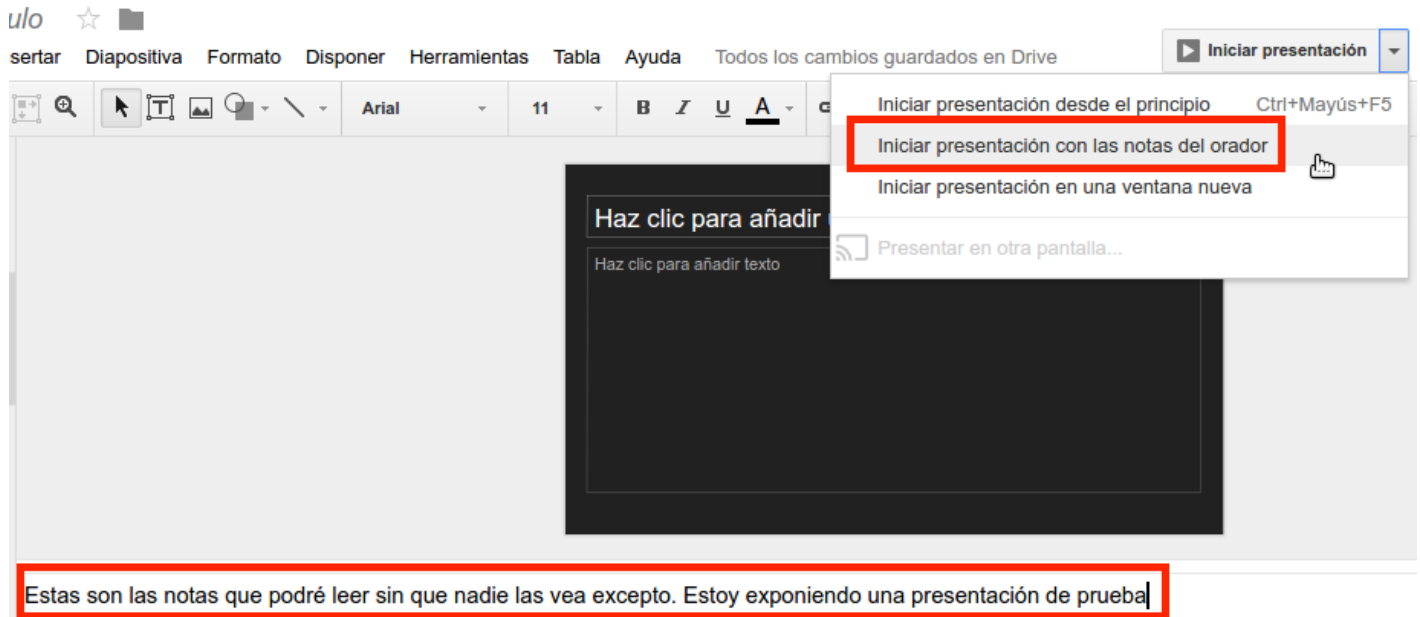 ulo
sertar Diapositiva Formato Disponer Herramientas Tabla Ayuda Todos los cambios guardados en Drive
Iniciar presentación
Arial 11 B I U A
Iniciar presentación desde el principio Ctrl+Mayús+F5
Iniciar presentación con las notas del orador
Iniciar presentación en una ventana nueva
Presentar en otra pantalla...
Haz clic para añadir
Haz clic para añadir texto
Estas son las notas que podré leer sin que nadie las vea excepto. Estoy exponiendo una presentación de prueba